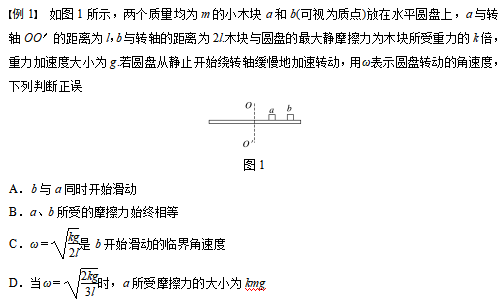 【例 1】 如图 1 所示，两个质量均为 m 的小木块 a 和 b(可视为质点)放在水平圆盘上，a 与转
轴 OO′ 的距离为 l，b 与转轴的距离为 2l.木块与圆盘的最大静摩擦力为木块所受重力的 k 倍，
重力加速度大小为 g.若圆盘从静止开始绕转轴缓慢地加速转动，用ω表示圆盘转动的角速度，
下列判断正误
O
a b
O′
图 1
A．b 与 a 同时开始滑动
B．a、b 所受的摩擦力始终相等
C．ω＝√(kg/2l)是 b 开始滑动的临界角速度
D．当ω＝√(2kg/3l)时，a 所受摩擦力的大小为 kmg